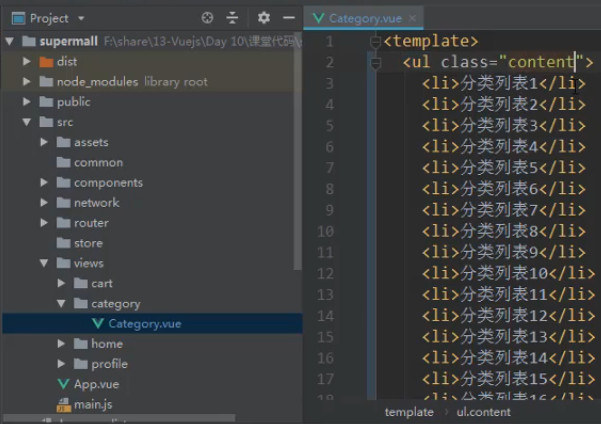 Project
Category.vue
supermall F:\share\13-Vuejs\Day 10\课堂代码\s
dist
node_modules library root
public
src
assets
common
components
network
router
store
views
cart
category
Category.vue
home
profile
App.vue
main.js
1 <template>
2 <ul class="content">
3 <li>分类列表1</li>
4 <li>分类列表2</li>
5 <li>分类列表3</li>
6 <li>分类列表4</li>
7 <li>分类列表5</li>
8 <li>分类列表6</li>
9 <li>分类列表7</li>
10 <li>分类列表8</li>
11 <li>分类列表9</li>
12 <li>分类列表10</li>
13 <li>分类列表11</li>
14 <li>分类列表12</li>
15 <li>分类列表13</li>
16 <li>分类列表14</li>
17 <li>分类列表15</li>
18 <li>分类列表16</li>
template ul.content